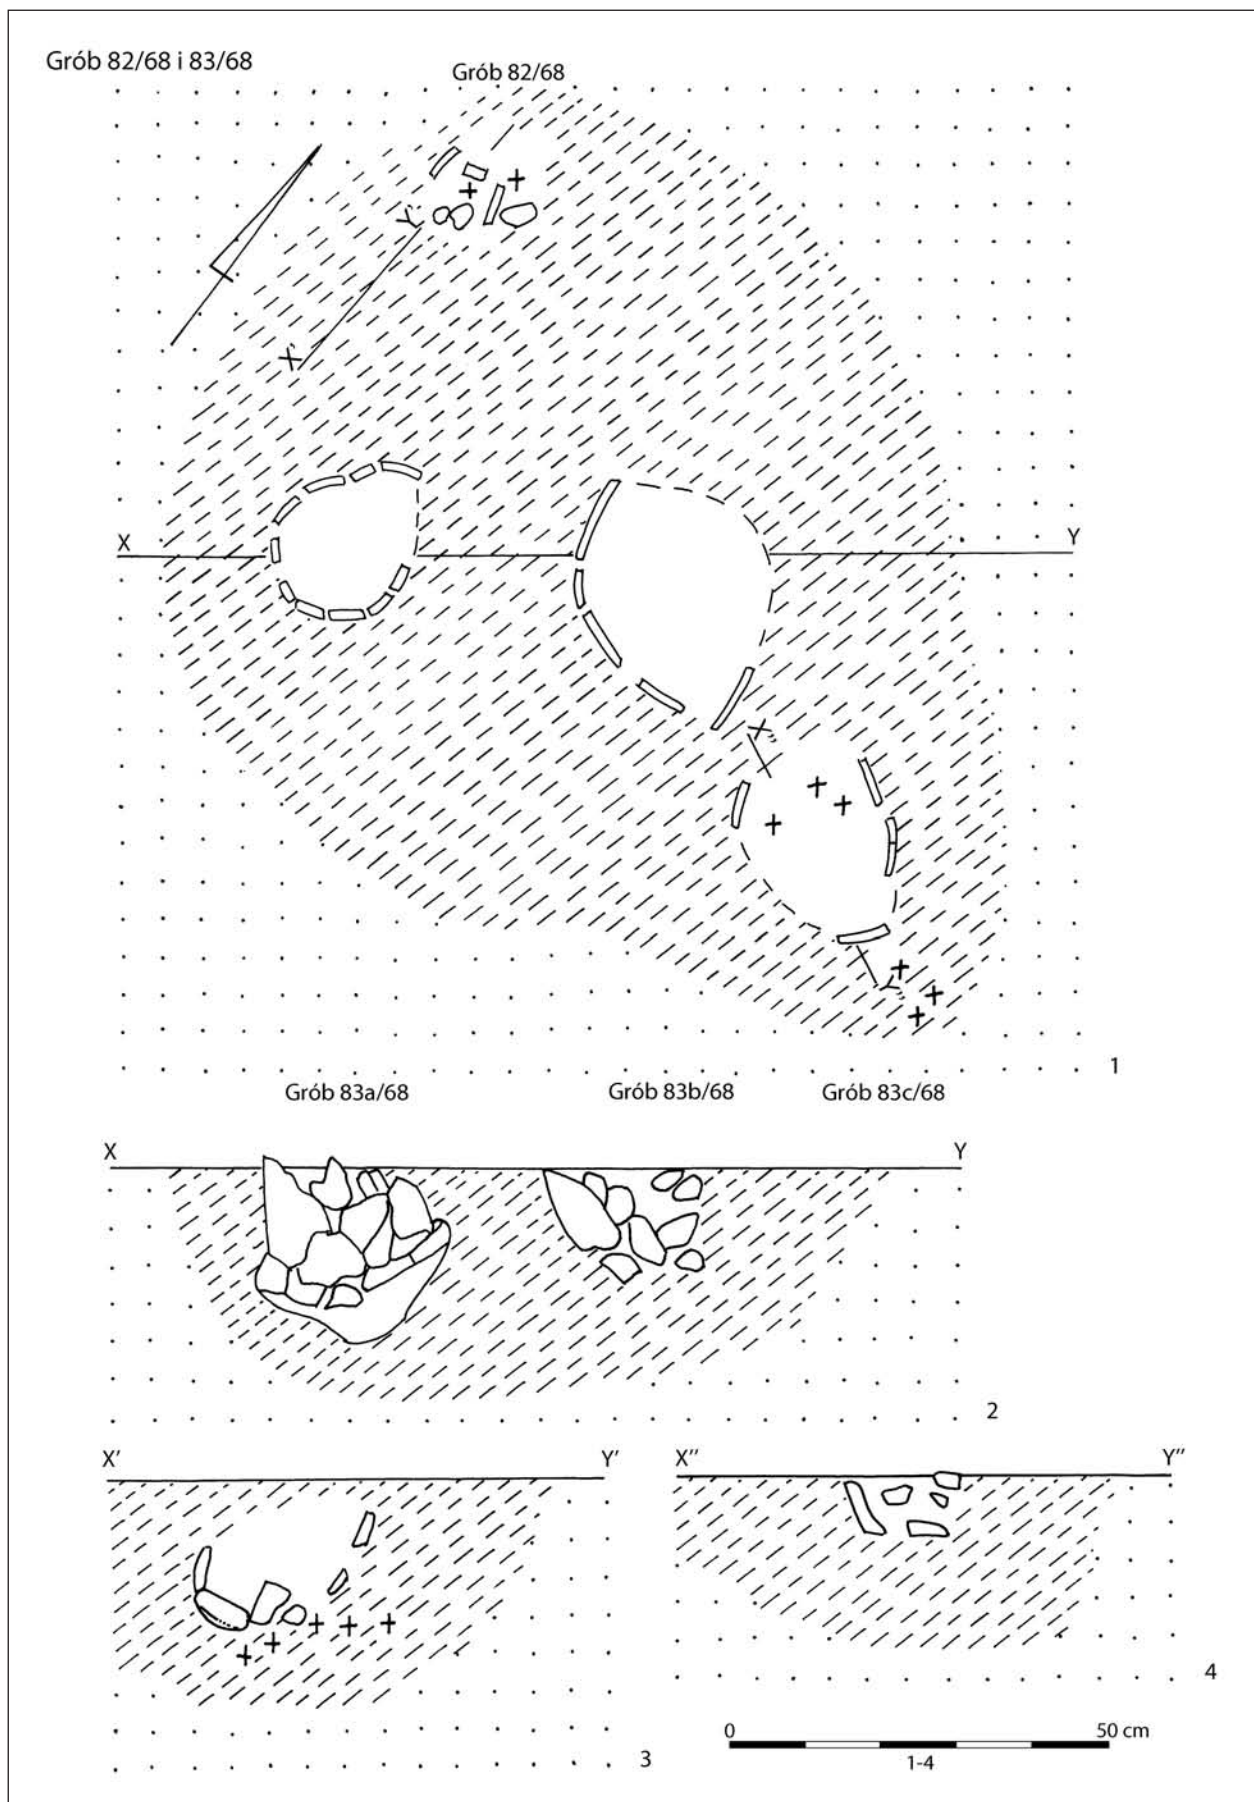 Grób 82/68 i 83/68
Grób 82/68
Y'
X'
X Y
X"
Y"
1
Grób 83a/68 Grób 83b/68 Grób 83c/68
X Y
2
X' Y'
X'' Y''
4
3
0 50 cm
1-4